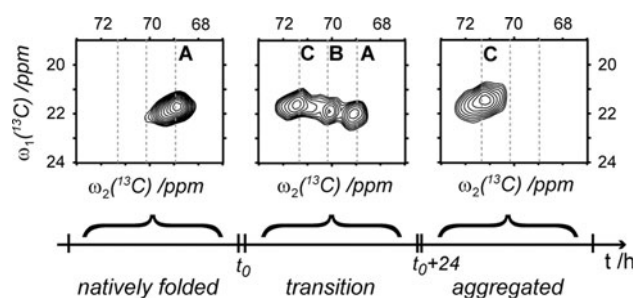 72 70 68 72 70 68 72 70 68
A C B A C
20 20
22 22
24 24
ω₁(¹³C) /ppm
ω₂(¹³C) /ppm ω₂(¹³C) /ppm ω₂(¹³C) /ppm
t₀ t₀+24 t /h
natively folded transition aggregated